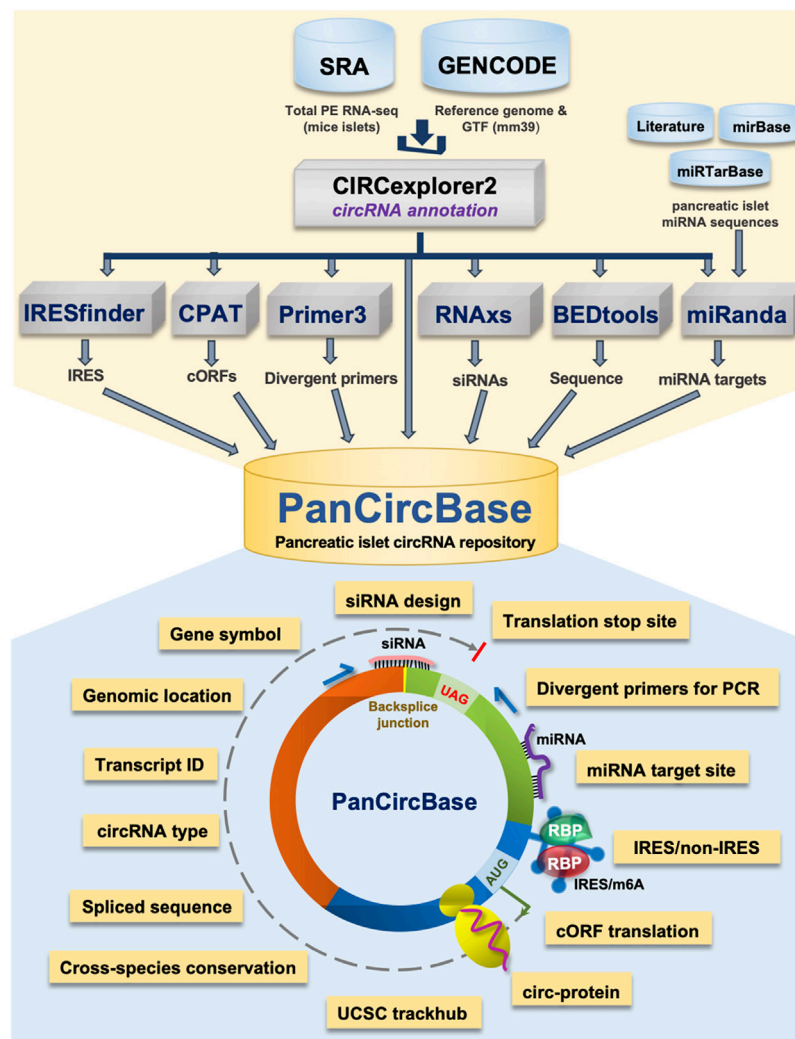 SRA
GENCODE
Total PE RNA-seq
(mice islets)
Reference genome &
GTF (mm39)
Literature
mirBase
miRTarBase
pancreatic islet
miRNA sequences
CIRCexplorer2
circRNA annotation
IRESfinder
CPAT
Primer3
RNAxs
BEDtools
miRanda
IRES
cORFs
Divergent primers
siRNAs
Sequence
miRNA targets
PanCircBase
Pancreatic islet circRNA repository
siRNA design
Gene symbol
siRNA
Translation stop site
Genomic location
Backsplice
junction
UAG
Divergent primers for PCR
Transcript ID
miRNA
miRNA target site
PanCircBase
circRNA type
RBP
RBP
IRES/non-IRES
AUG
IRES/m6A
Spliced sequence
cORF translation
Cross-species conservation
circ-protein
UCSC trackhub